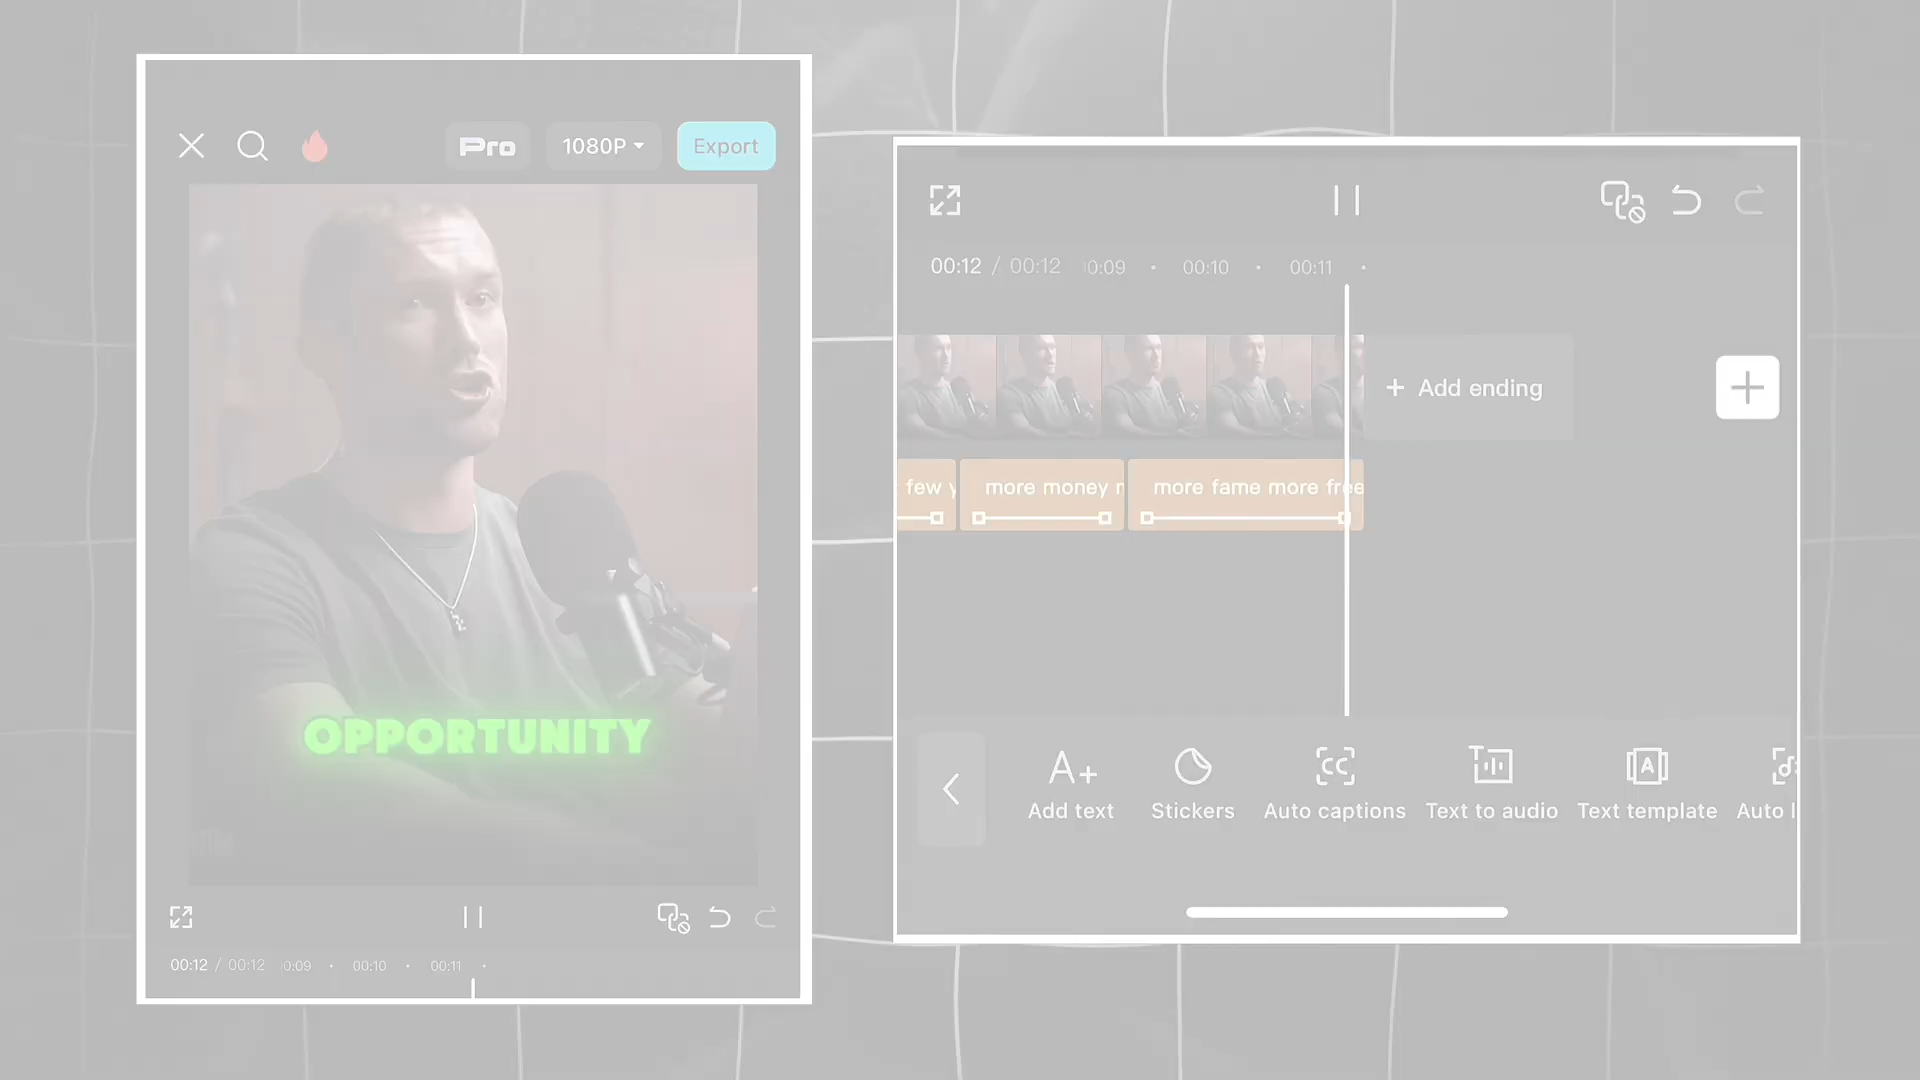 Pro
1080P
Export
OPPORTUNITY
00:12 / 00:12 0:09 00:10 00:11
00:12 / 00:12 0:09 00:10 00:11
+ Add ending
few y
more money
more fame more free
Add text
Stickers
Auto captions
Text to audio
Text template
Auto